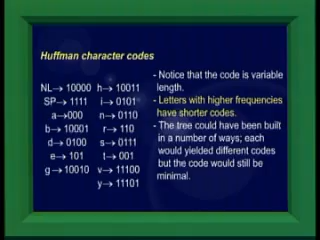 Huffman character codes
NL→ 10000 h→ 10011
SP→ 1111 i→ 0101
a→000 n→ 0110
b→ 10001 r→ 110
d→ 0100 s→ 0111
e→ 101 t→ 001
g→ 10010 v→ 11100
y→ 11101
- Notice that the code is variable
length.
- Letters with higher frequencies
have shorter codes.
- The tree could have been built
in a number of ways; each
would yielded different codes
but the code would still be
minimal.